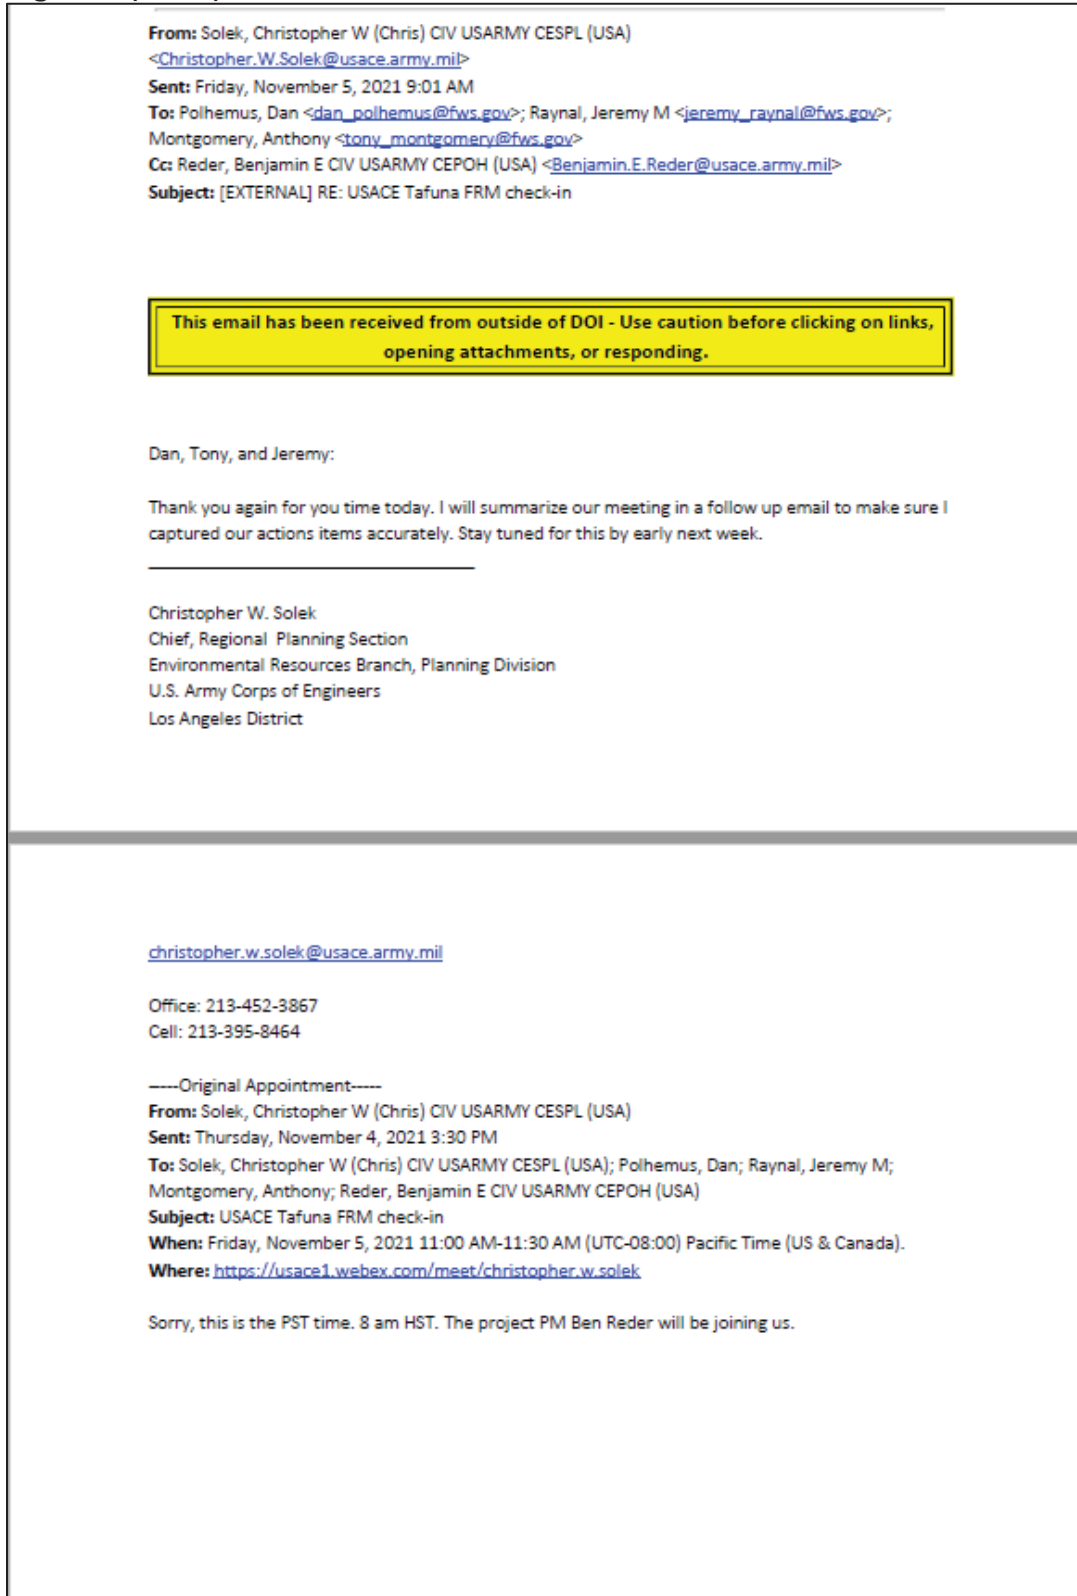 From: Solek, Christopher W (Chris) CIV USARMY CESPL (USA)
<Christopher.W.Solek@usace.army.mil>
Sent: Friday, November 5, 2021 9:01 AM
To: Polhemus, Dan <dan_polhemus@fws.gov>; Raynal, Jeremy M <jeremy_raynal@fws.gov>;
Montgomery, Anthony <tony_montgomery@fws.gov>
Cc: Reder, Benjamin E CIV USARMY CEPOH (USA) <Benjamin.E.Reder@usace.army.mil>
Subject: [EXTERNAL] RE: USACE Tafuna FRM check-in
This email has been received from outside of DOI - Use caution before clicking on links,
opening attachments, or responding.
Dan, Tony, and Jeremy:
Thank you again for you time today. I will summarize our meeting in a follow up email to make sure I
captured our actions items accurately. Stay tuned for this by early next week.
Christopher W. Solek
Chief, Regional Planning Section
Environmental Resources Branch, Planning Division
U.S. Army Corps of Engineers
Los Angeles District
christopher.w.solek@usace.army.mil
Office: 213-452-3867
Cell: 213-395-8464
-----Original Appointment-----
From: Solek, Christopher W (Chris) CIV USARMY CESPL (USA)
Sent: Thursday, November 4, 2021 3:30 PM
To: Solek, Christopher W (Chris) CIV USARMY CESPL (USA); Polhemus, Dan; Raynal, Jeremy M;
Montgomery, Anthony; Reder, Benjamin E CIV USARMY CEPOH (USA)
Subject: USACE Tafuna FRM check-in
When: Friday, November 5, 2021 11:00 AM-11:30 AM (UTC-08:00) Pacific Time (US & Canada).
Where: https://usace1.webex.com/meet/christopher.w.solek
Sorry, this is the PST time. 8 am HST. The project PM Ben Reder will be joining us.